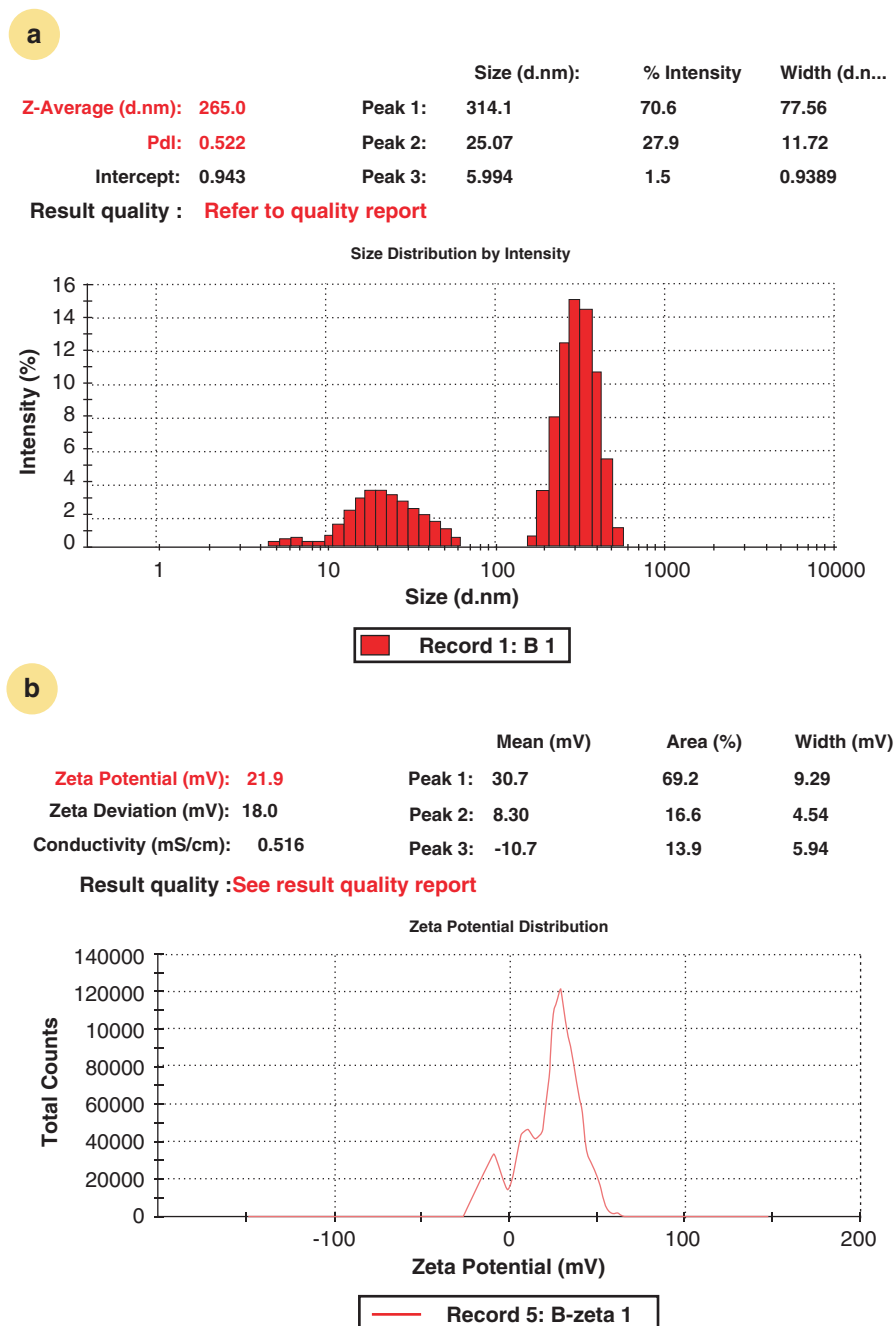 a
Size (d.nm): % Intensity Width (d.n...
Z-Average (d.nm): 265.0 Peak 1: 314.1 70.6 77.56
PdI: 0.522 Peak 2: 25.07 27.9 11.72
Intercept: 0.943 Peak 3: 5.994 1.5 0.9389
Result quality : Refer to quality report
Size Distribution by Intensity
Intensity (%)
16
14
12
10
8
6
4
2
0
1 10 100 1000 10000
Size (d.nm)
Record 1: B 1
b
Mean (mV) Area (%) Width (mV)
Zeta Potential (mV): 21.9 Peak 1: 30.7 69.2 9.29
Zeta Deviation (mV): 18.0 Peak 2: 8.30 16.6 4.54
Conductivity (mS/cm): 0.516 Peak 3: -10.7 13.9 5.94
Result quality :See result quality report
Zeta Potential Distribution
Total Counts
140000
120000
10000
80000
60000
40000
20000
0
-100 0 100 200
Zeta Potential (mV)
Record 5: B-zeta 1